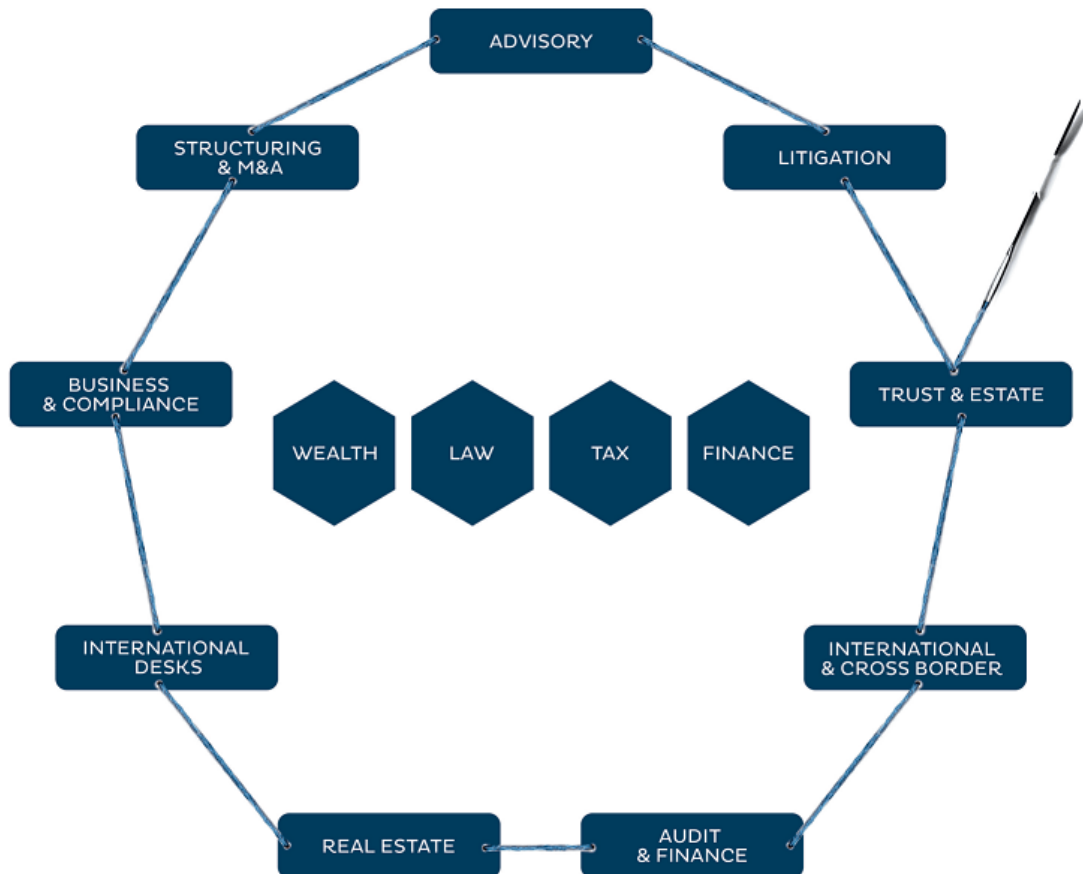 ADVISORY
STRUCTURING
& M&A
LITIGATION
BUSINESS
& COMPLIANCE
TRUST & ESTATE
WEALTH
LAW
TAX
FINANCE
INTERNATIONAL
DESKS
INTERNATIONAL
& CROSS BORDER
REAL ESTATE
AUDIT
& FINANCE